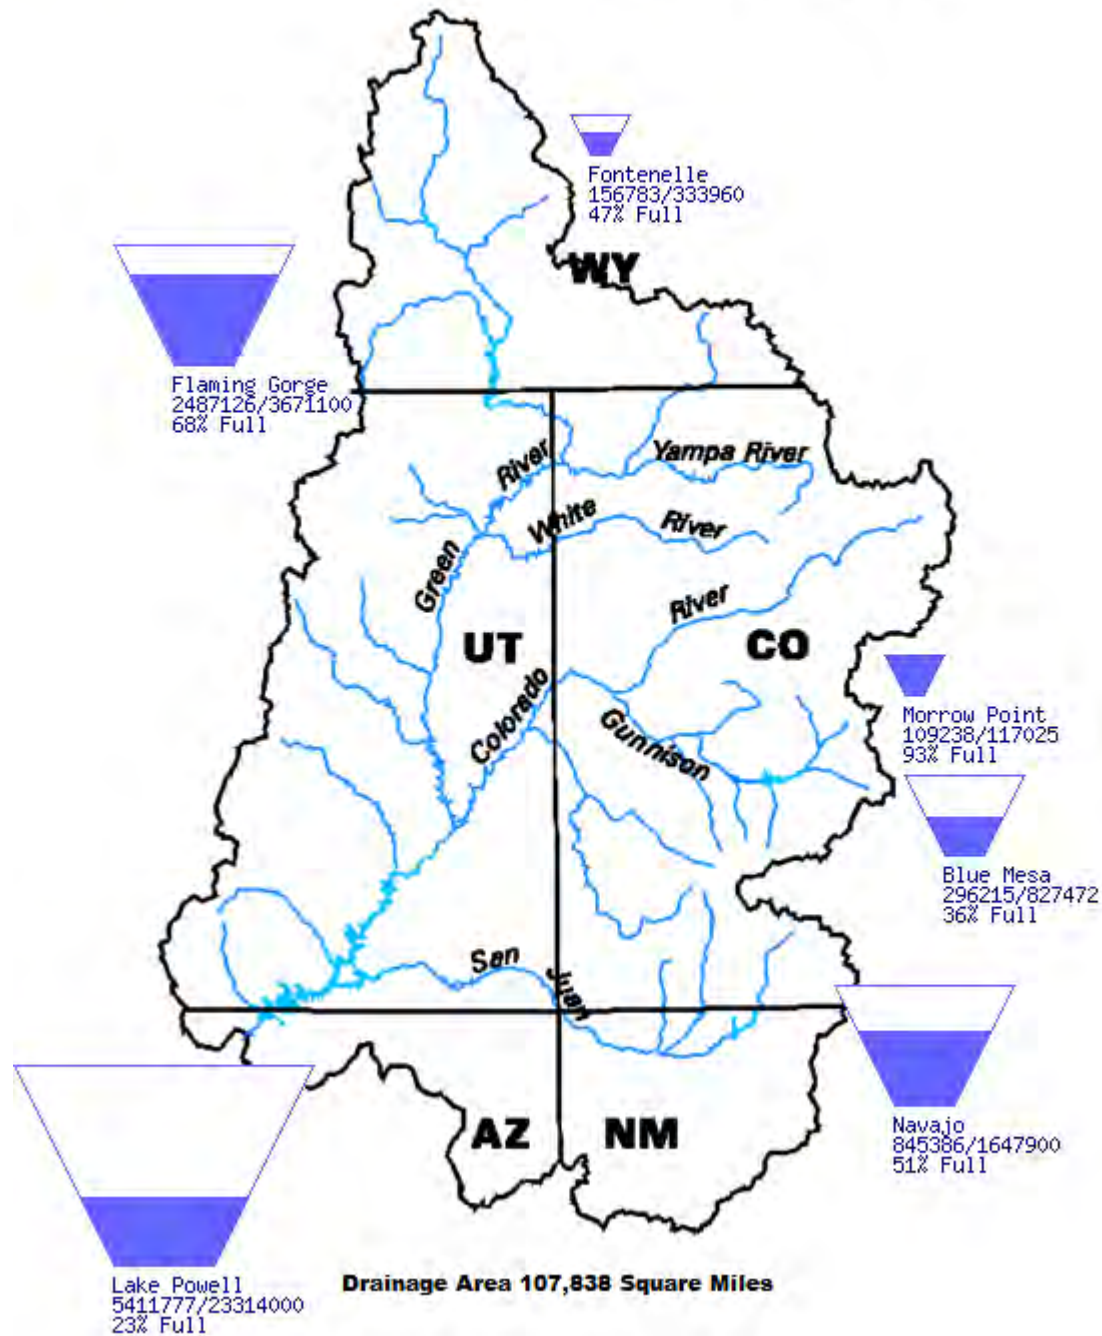 Fontenelle
156783/333960
47% Full
WY
Flaming Gorge
2487126/3671100
68% Full
Yampa River
River
White
River
Green
River
UT
CO
Colorado
Gunnison
Morrow Point
109238/117025
93% Full
Blue Mesa
296215/827472
36% Full
San
Juan
AZ
NM
Navajo
845386/1647900
51% Full
Lake Powell
5411777/23314000
23% Full
Drainage Area 107,838 Square Miles